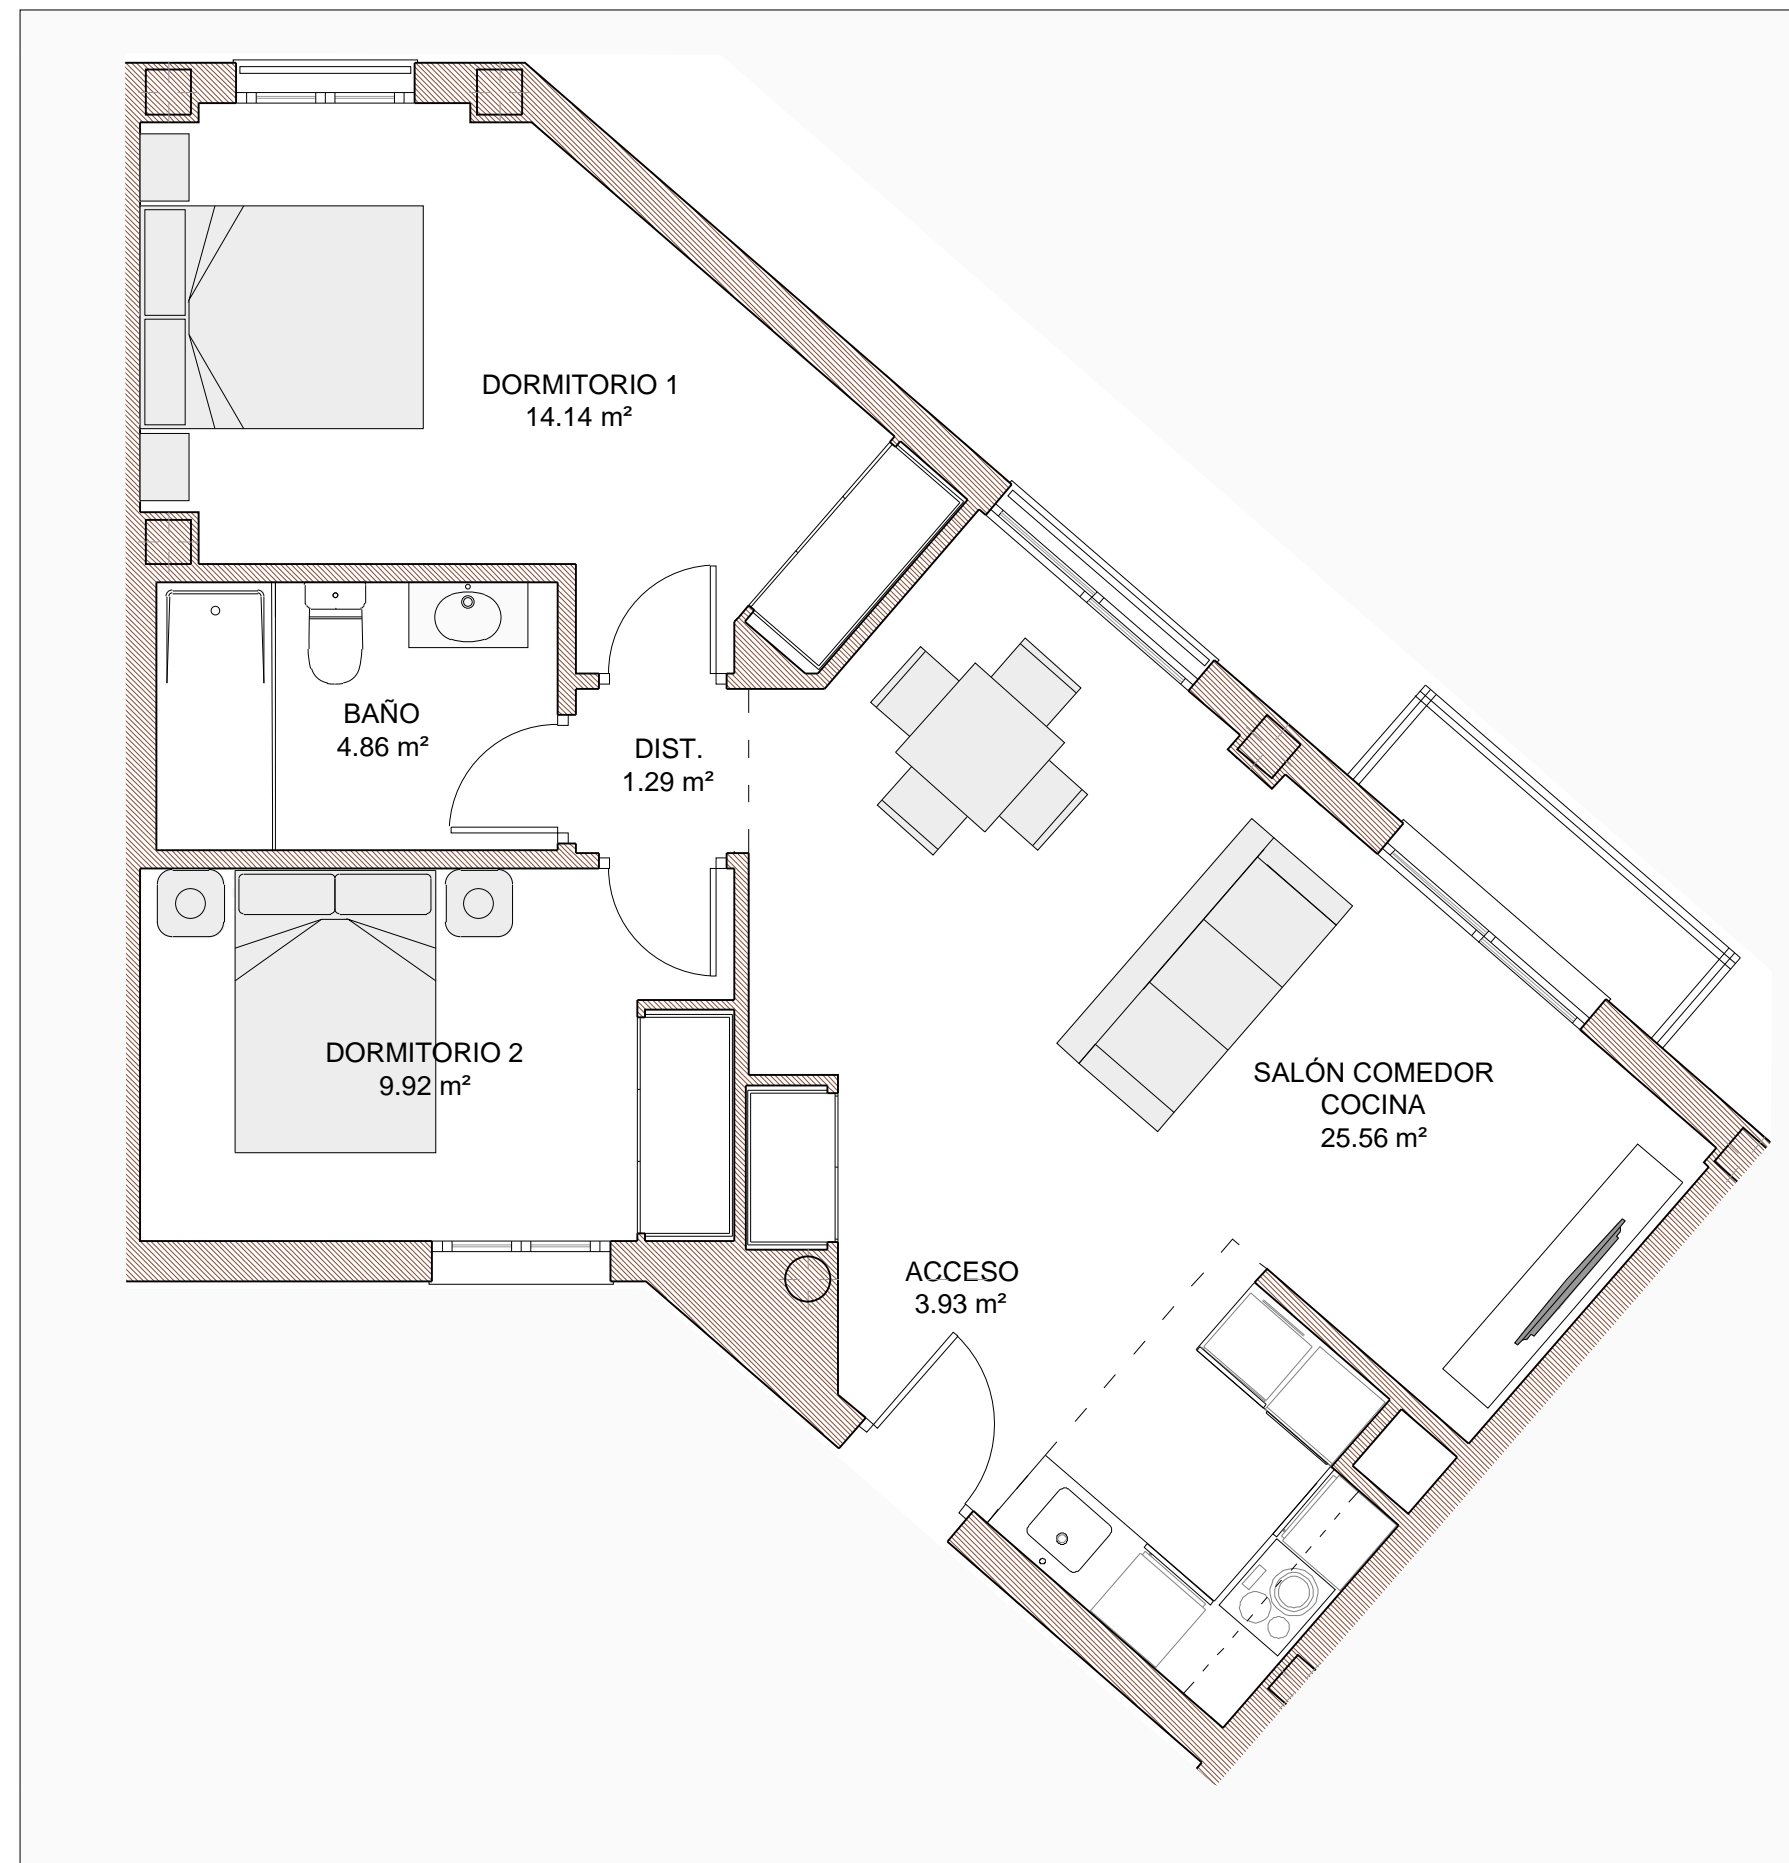 DORMITORIO 1
14.14 m²
BAÑO
4.86 m²
DIST.
1.29 m²
DORMITORIO 2
9.92 m²
SALÓN COMEDOR
COCINA
25.56 m²
ACCESO
3.93 m²